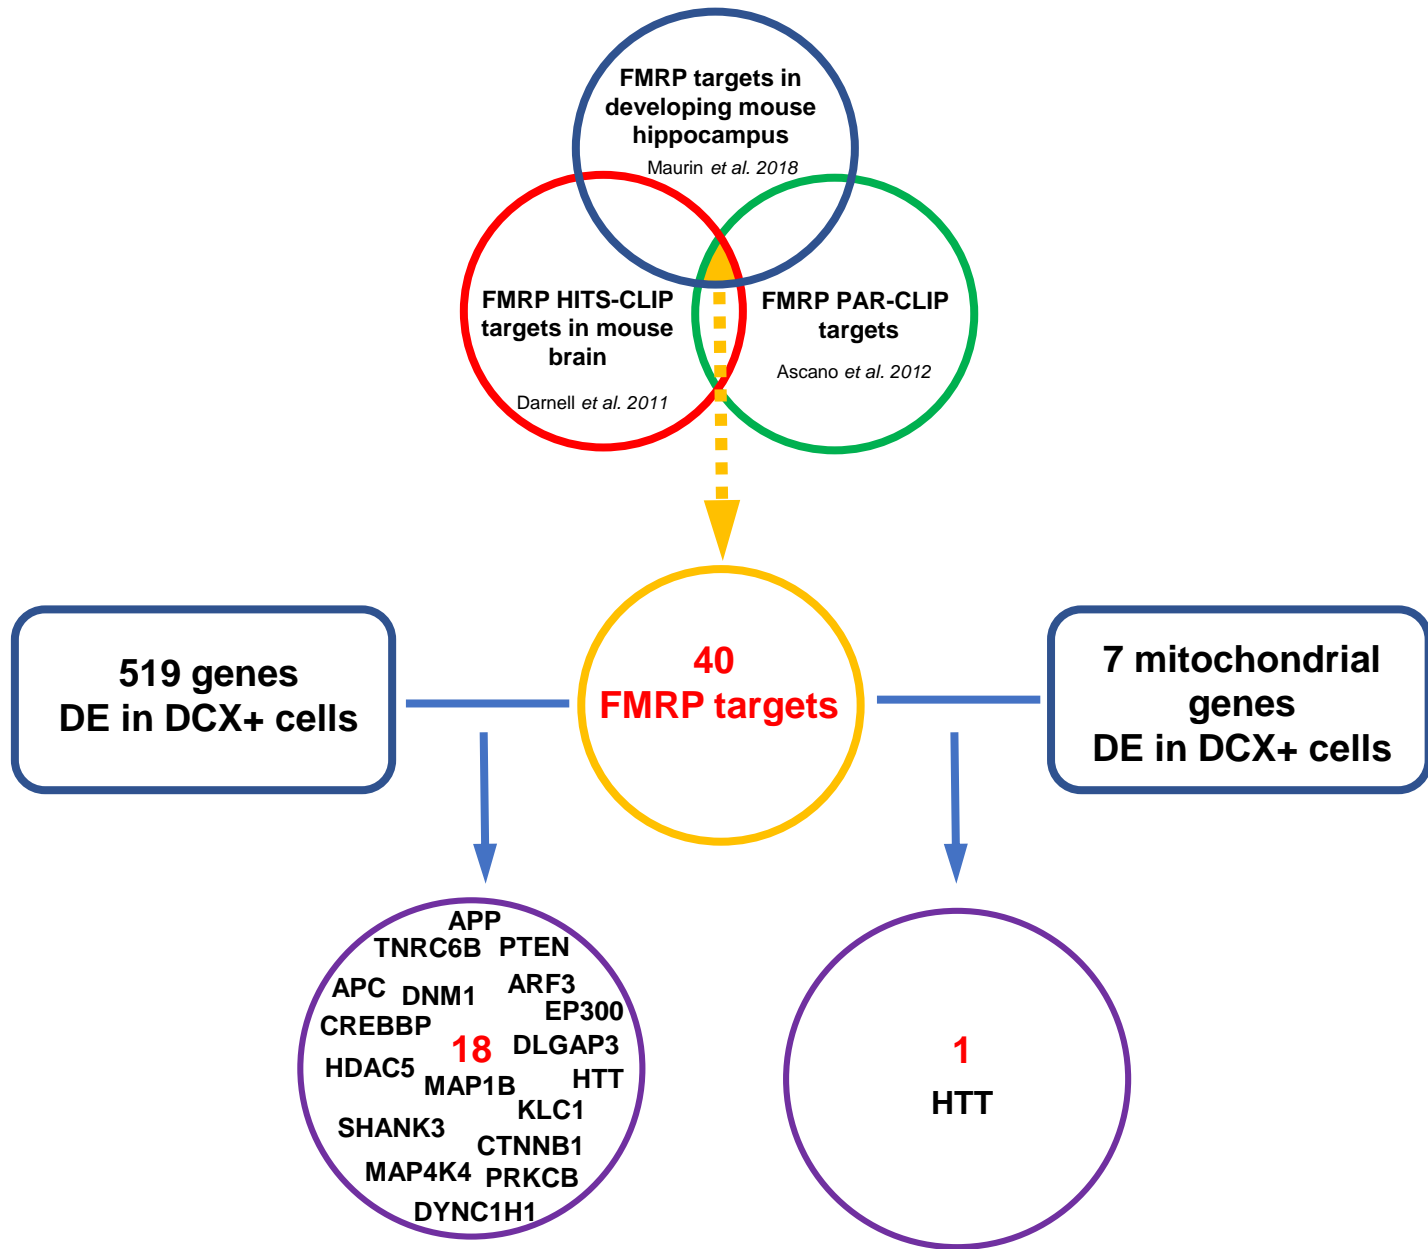 FMRP targets in
developing mouse
hippocampus
Maurin et al. 2018
FMRP HITS-CLIP
targets in mouse
brain
Darnell et al. 2011
FMRP PAR-CLIP
targets
Ascano et al. 2012
519 genes
DE in DCX+ cells
40
FMRP targets
7 mitochondrial
genes
DE in DCX+ cells
APP
TNRC6B PTEN
APC DNM1 ARF3
EP300
CREBBP
18 DLGAP3
HDAC5 MAP1B HTT
KLC1
SHANK3
CTNNB1
MAP4K4 PRKCB
DYNC1H1
1
HTT